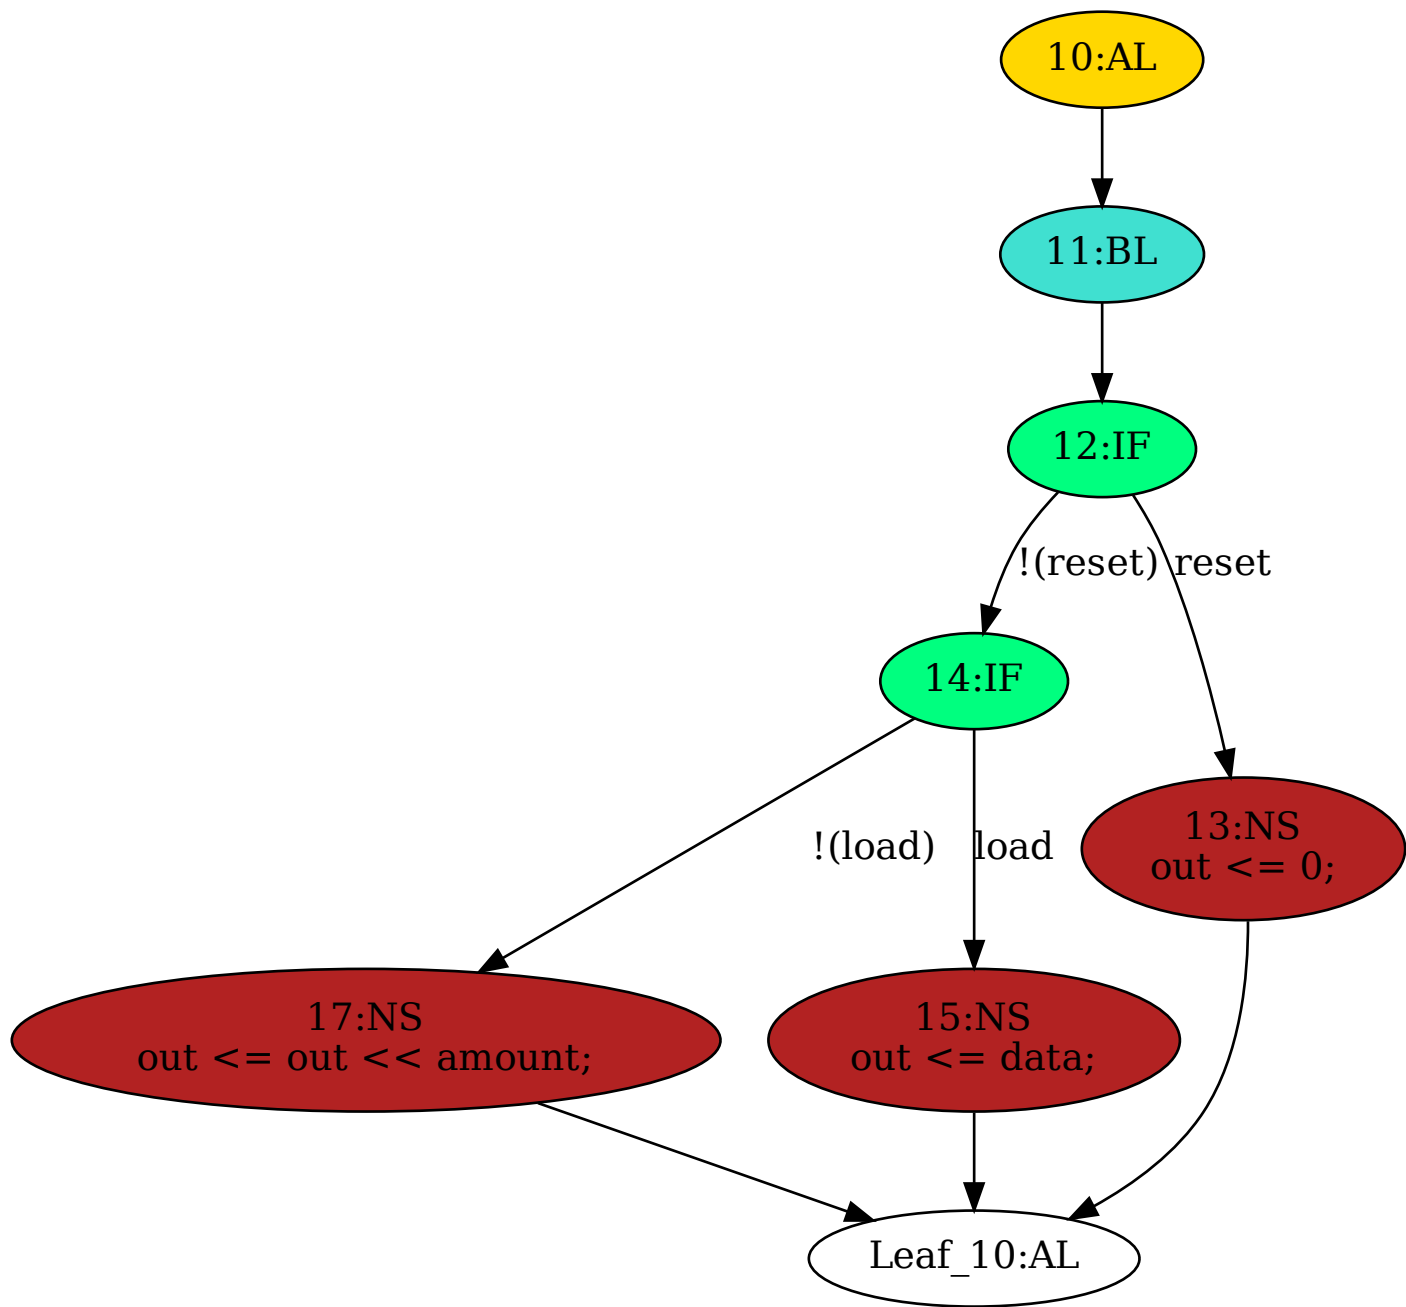 10:AL
11:BL
12:IF
!(reset)
reset
14:IF
!(load)
load
13:NS
out <= 0;
17:NS
out <= out << amount;
15:NS
out <= data;
Leaf_10:AL